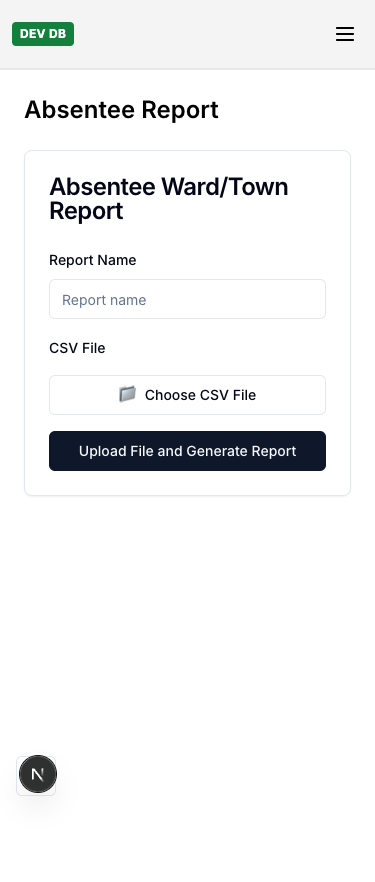 DEV DB
Absentee Report
Absentee Ward/Town
Report
Report Name
Report name
CSV File
Choose CSV File
Upload File and Generate Report
N